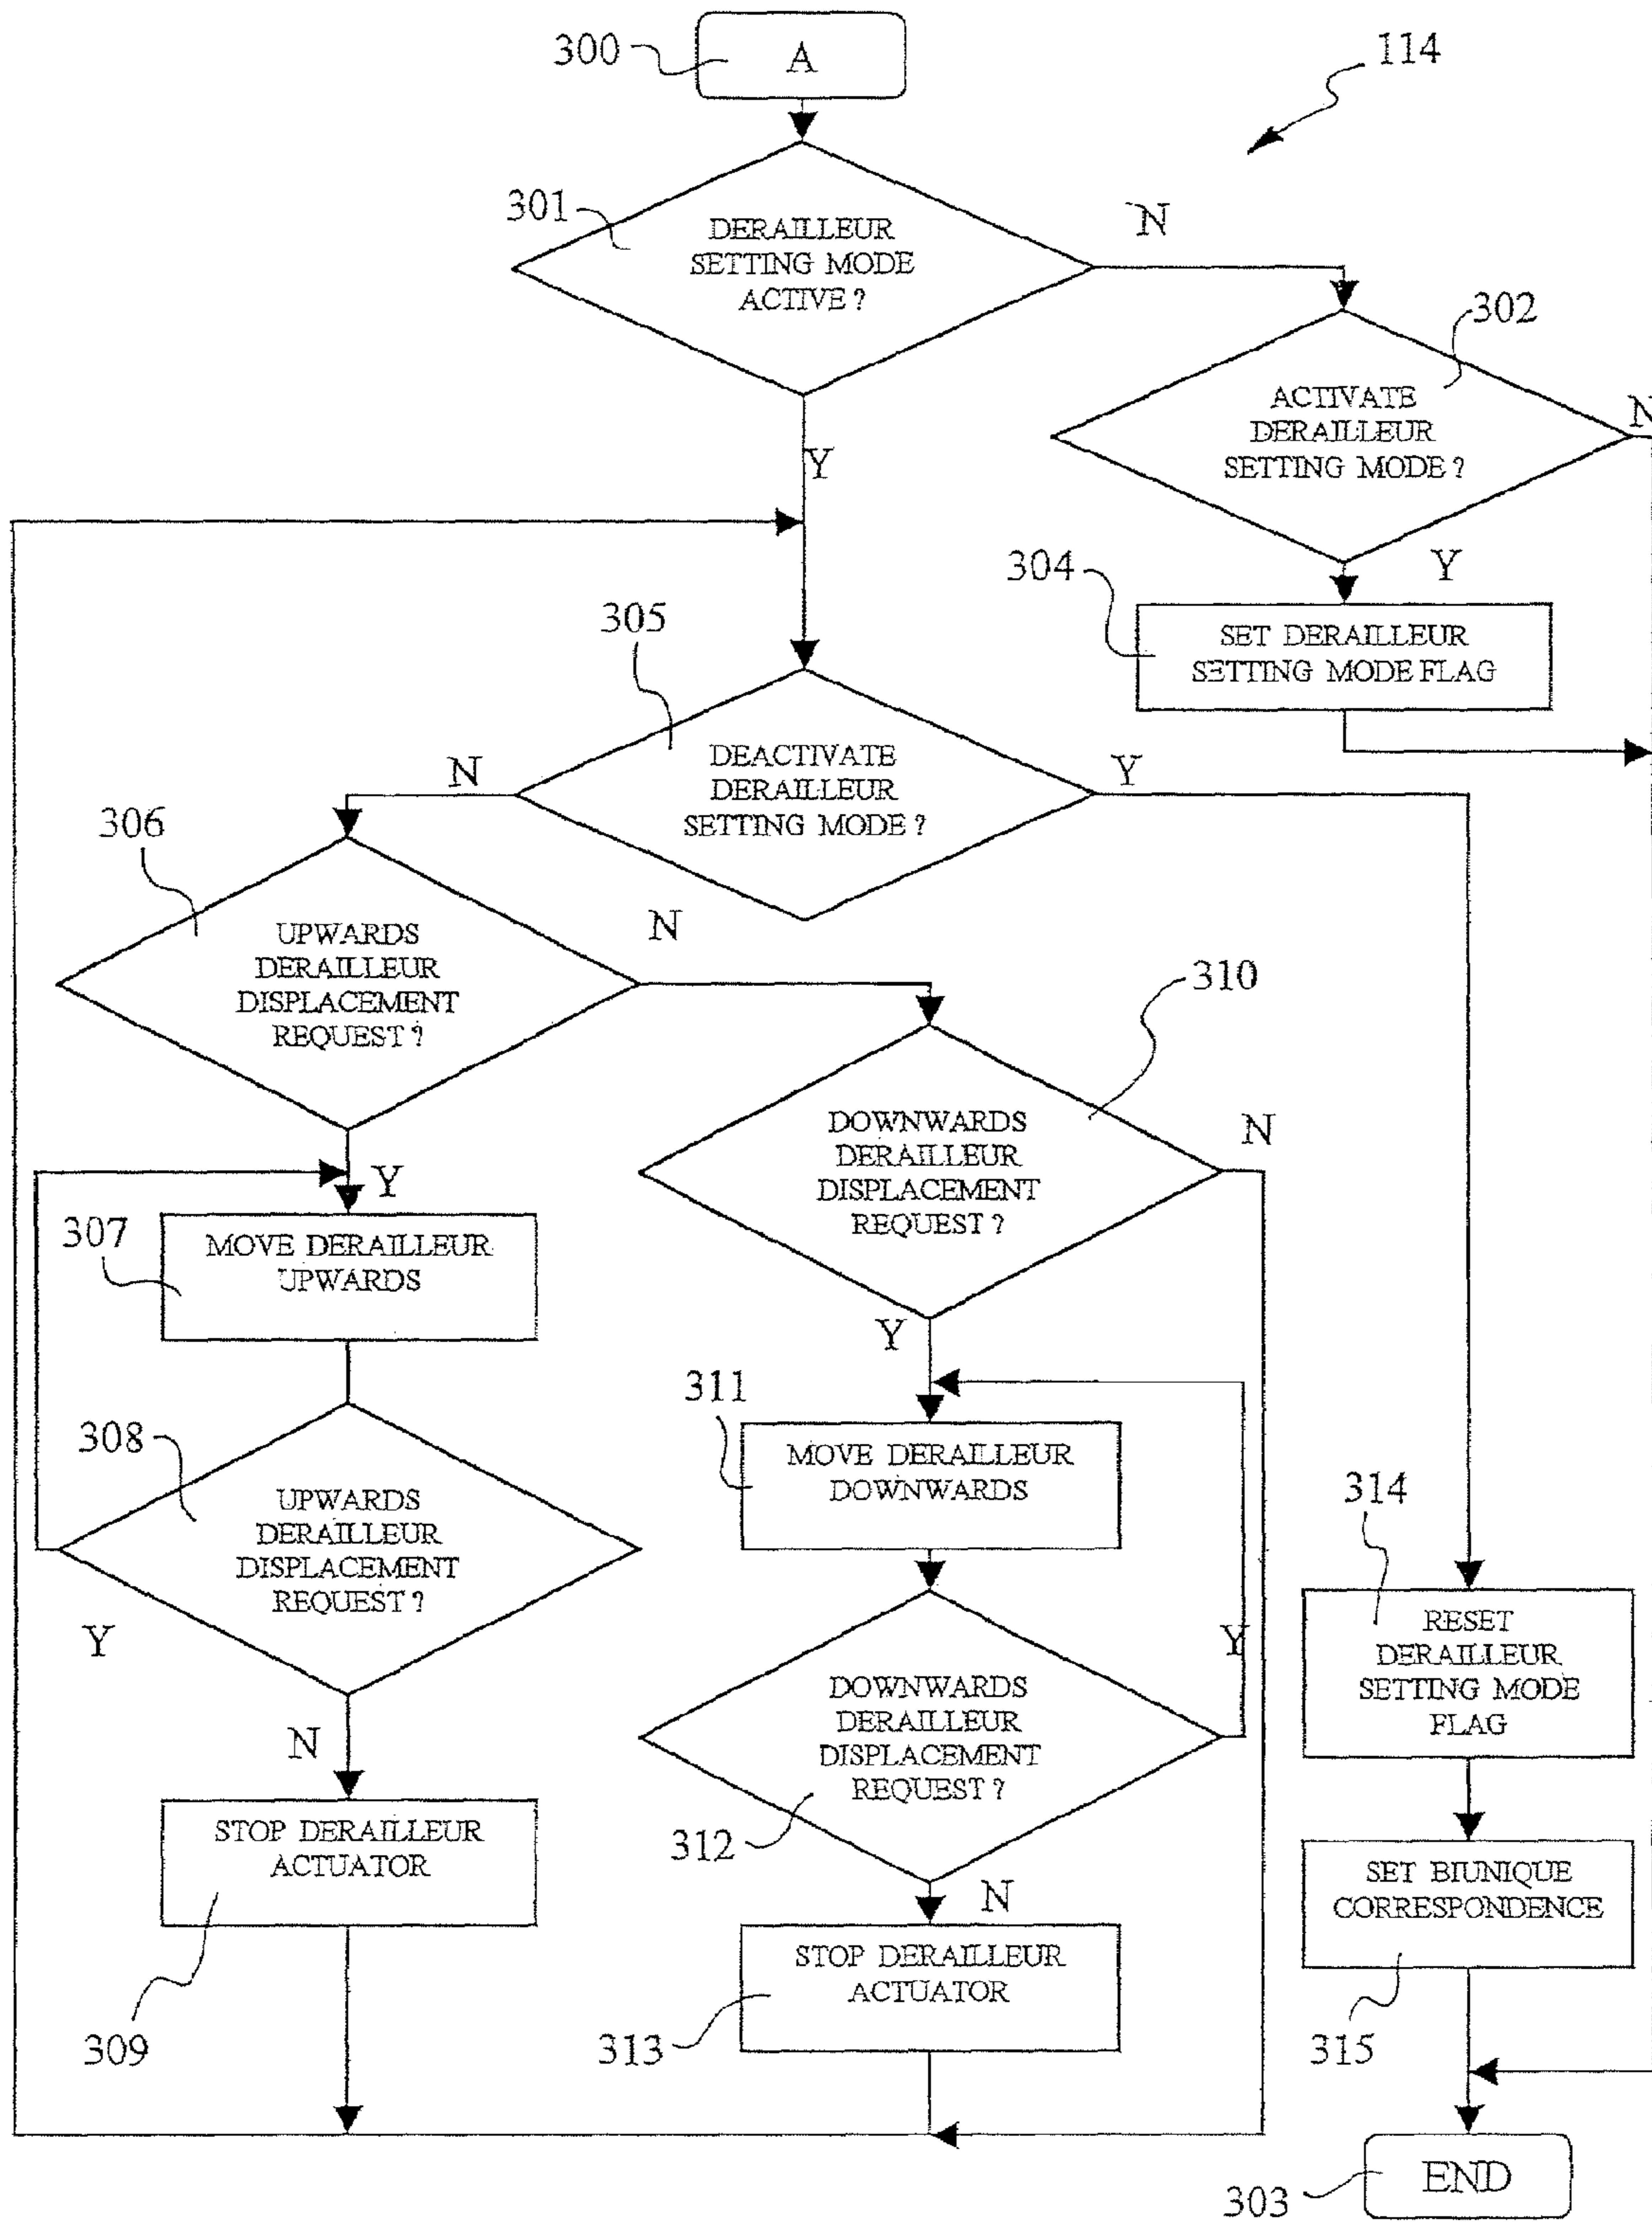 300
A
114
301
DERAILLEUR
SETTING MODE
ACTIVE ?
N
302
ACTIVATE
DERAILLEUR
SETTING MODE ?
N
Y
Y
304
SET DERAILLEUR
SETTING MODE FLAG
305
DEACTIVATE
DERAILLEUR
SETTING MODE ?
N
Y
306
UPWARDS
DERAILLEUR
DISPLACEMENT
REQUEST ?
N
310
DOWNWARDS
DERAILLEUR
DISPLACEMENT
REQUEST ?
N
Y
307
MOVE DERAILLEUR
UPWARDS
Y
311
MOVE DERAILLEUR
DOWNWARDS
308
UPWARDS
DERAILLEUR
DISPLACEMENT
REQUEST ?
Y
N
314
RESET
DERAILLEUR
SETTING MODE
FLAG
Y
DOWNWARDS
DERAILLEUR
DISPLACEMENT
REQUEST ?
312
N
STOP DERAILLEUR
ACTUATOR
309
SET BIUNIQUE
CORRESPONDENCE
315
STOP DERAILLEUR
ACTUATOR
313
END
303